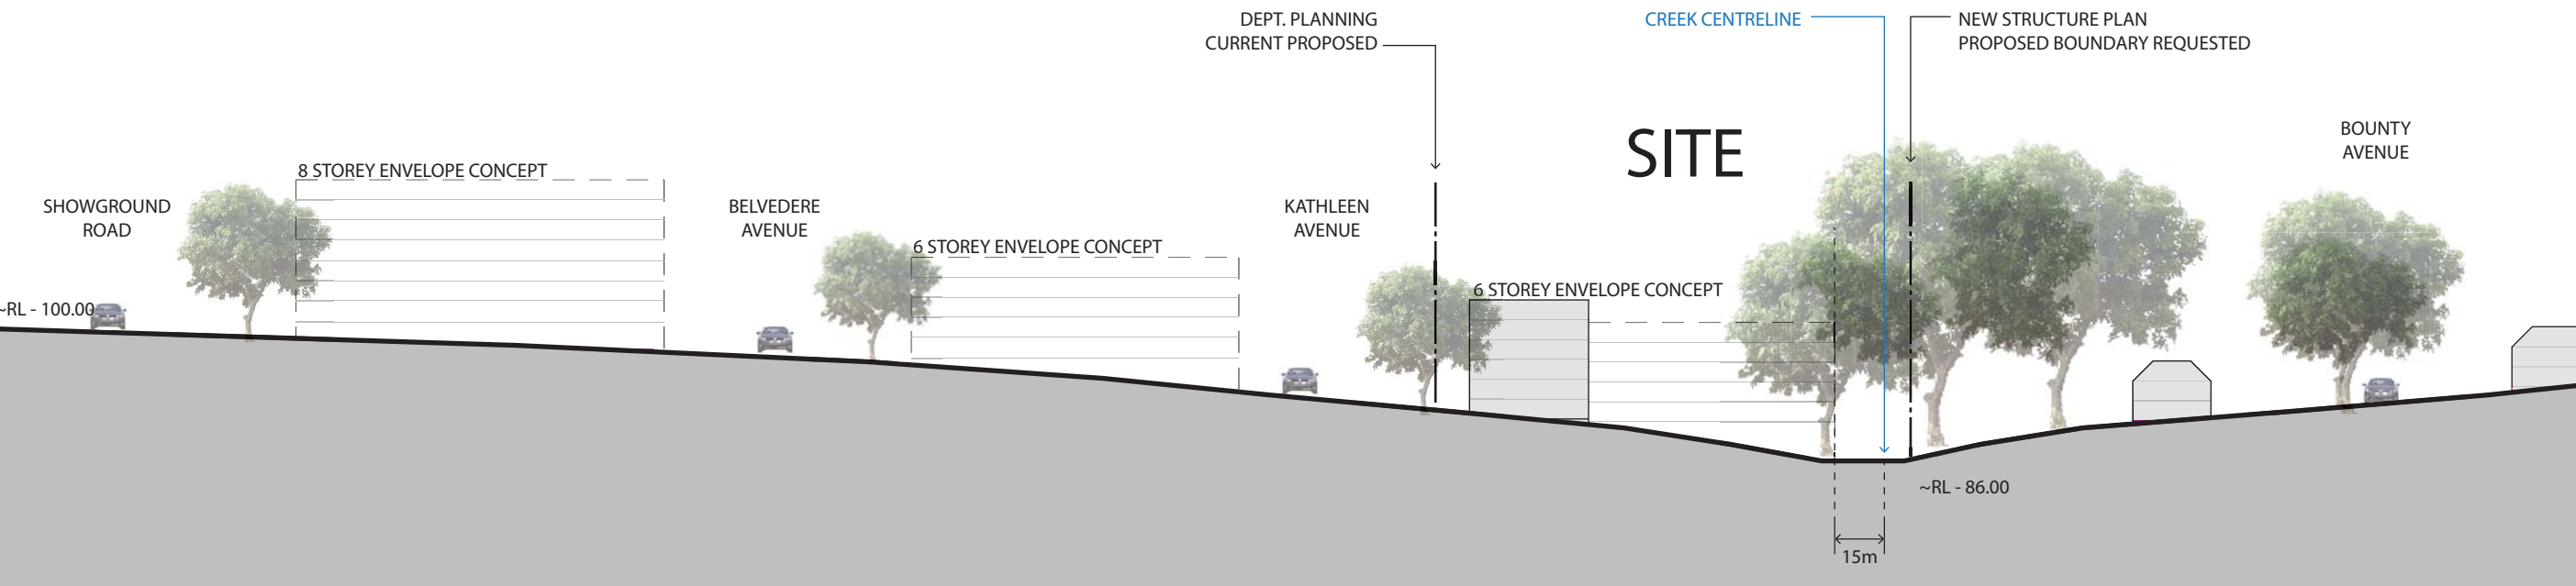 DEPT. PLANNING
CURRENT PROPOSED
CREEK CENTRELINE
NEW STRUCTURE PLAN
PROPOSED BOUNDARY REQUESTED
SITE
BOUNTY
AVENUE
8 STOREY ENVELOPE CONCEPT
SHOWGROUND
ROAD
BELVEDERE
AVENUE
KATHLEEN
AVENUE
6 STOREY ENVELOPE CONCEPT
6 STOREY ENVELOPE CONCEPT
~RL - 100.00
~RL - 86.00
15m